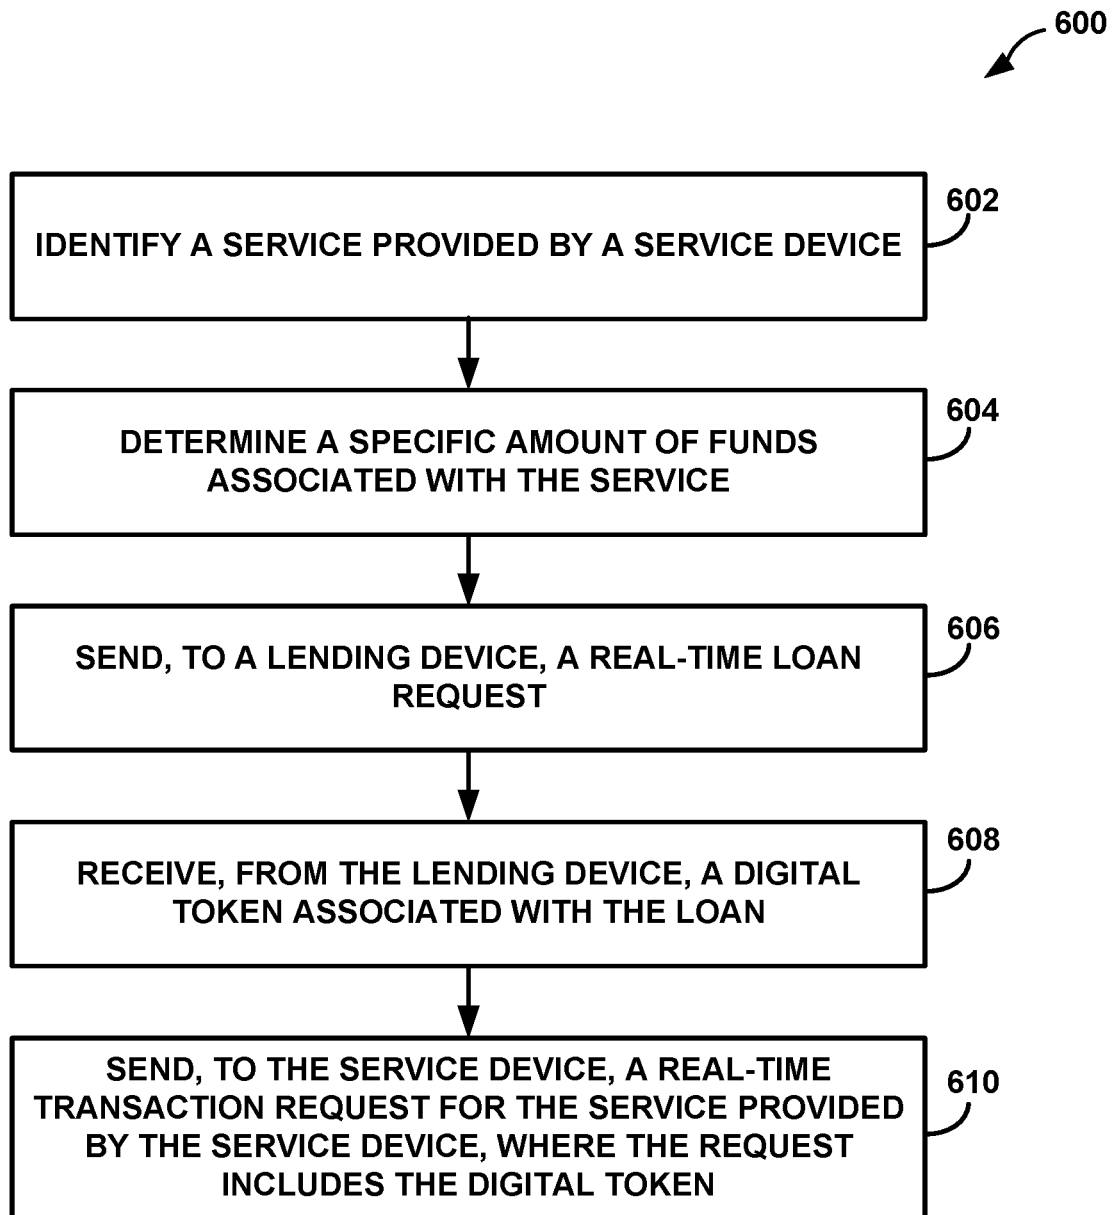 600
IDENTIFY A SERVICE PROVIDED BY A SERVICE DEVICE
602
DETERMINE A SPECIFIC AMOUNT OF FUNDS
ASSOCIATED WITH THE SERVICE
604
SEND, TO A LENDING DEVICE, A REAL-TIME LOAN
REQUEST
606
RECEIVE, FROM THE LENDING DEVICE, A DIGITAL
TOKEN ASSOCIATED WITH THE LOAN
608
SEND, TO THE SERVICE DEVICE, A REAL-TIME
TRANSACTION REQUEST FOR THE SERVICE PROVIDED
BY THE SERVICE DEVICE, WHERE THE REQUEST
INCLUDES THE DIGITAL TOKEN
610